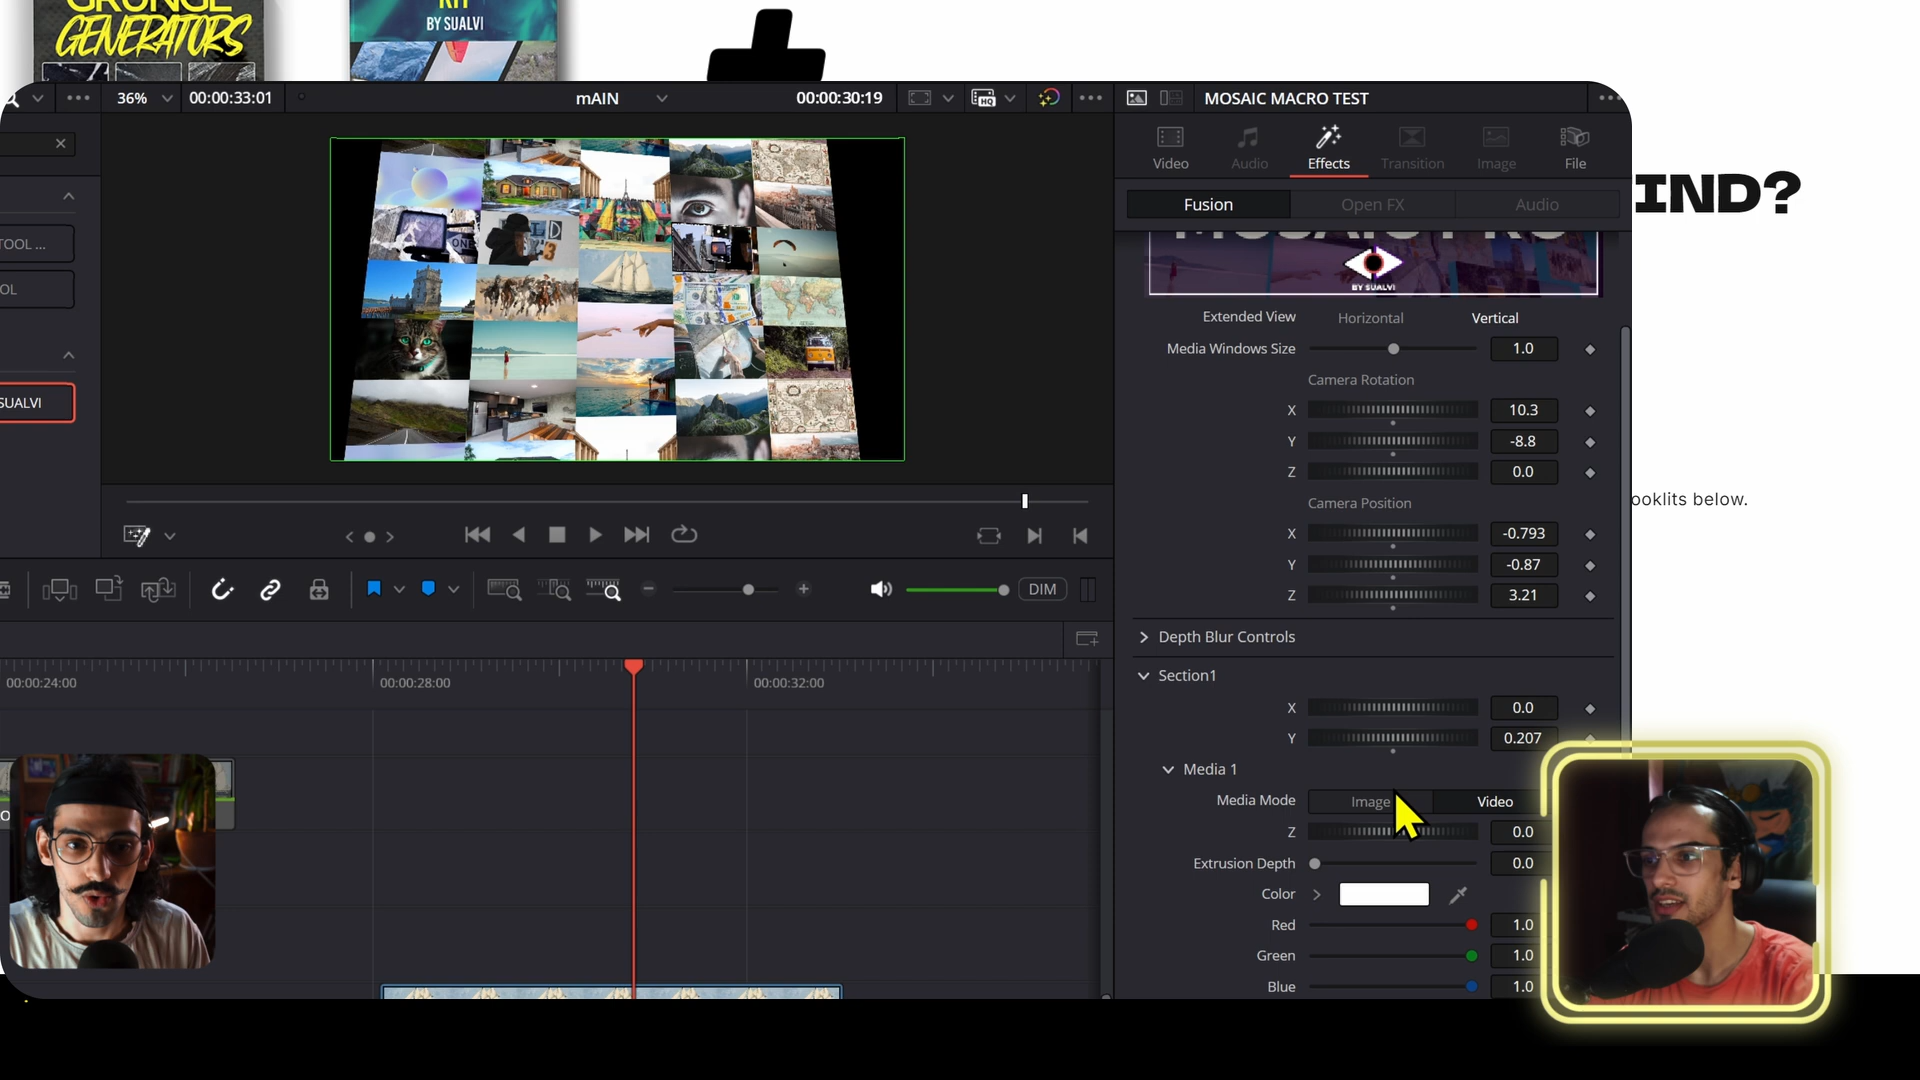 GRUNGE
GENERATORS
KIT
BY SUALVI
36%
00:00:33:01
mAIN
00:00:30:19
HQ
MOSAIC MACRO TEST
Video
Audio
Effects
Transition
Image
File
Fusion
Open FX
Audio
IND?
TOOL ...
OL
SUALVI
MOSAIC PRO
BY SUALVI
Extended View
Horizontal
Vertical
Media Windows Size
1.0
Camera Rotation
X
10.3
Y
-8.8
Z
0.0
Camera Position
X
-0.793
Y
-0.87
Z
3.21
ooklits below.
DIM
Depth Blur Controls
Section1
X
0.0
Y
0.207
00:00:24:00
00:00:28:00
00:00:32:00
Media 1
Media Mode
Image
Video
Z
0.0
Extrusion Depth
0.0
Color
Red
1.0
Green
1.0
Blue
1.0